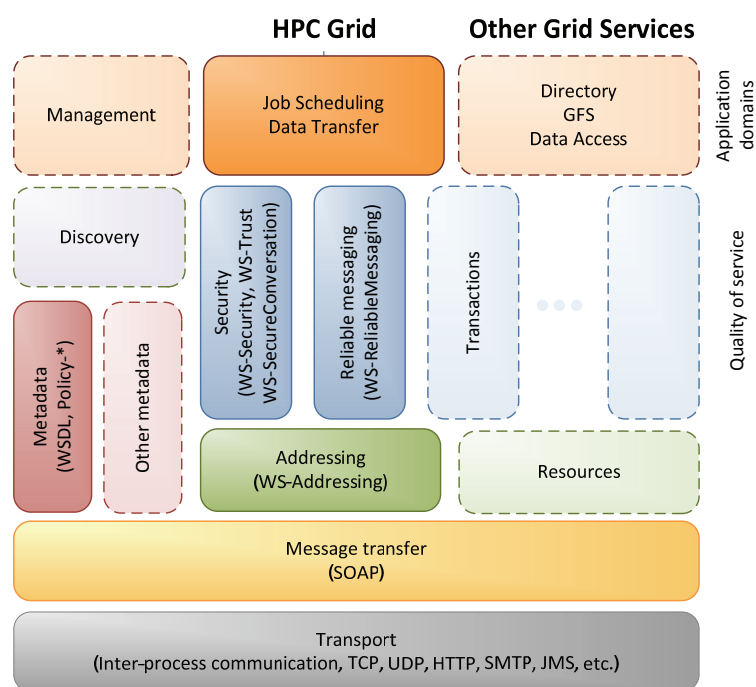 HPC Grid
Other Grid Services
Management
Job Scheduling
Data Transfer
Directory
GFS
Data Access
Application
domains
Discovery
Security
(WS-Security, WS-Trust
WS-SecureConversation)
Reliable messaging
(WS-ReliableMessaging)
Transactions
Quality of service
Metadata
(WSDL, Policy-*)
Other metadata
Addressing
(WS-Addressing)
Resources
Message transfer
(SOAP)
Transport
(Inter-process communication, TCP, UDP, HTTP, SMTP, JMS, etc.)